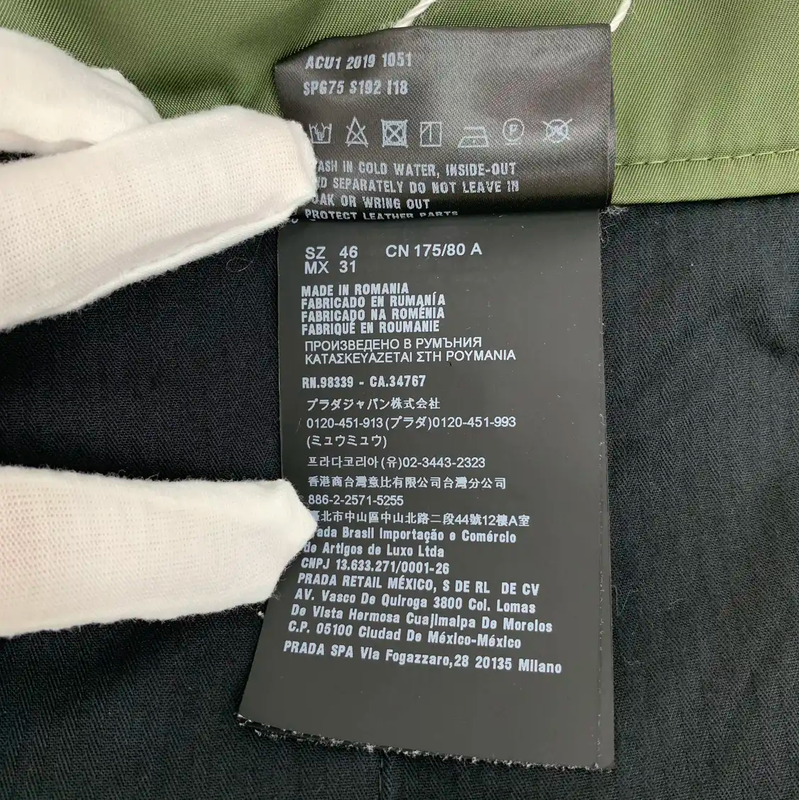 ACU1 2019 1051
SPG75 S192 I18
P
ASH IN COLD WATER, INSIDE-OUT
ND SEPARATELY DO NOT LEAVE IN
OAK OR WRING OUT
PROTECT LEATHER PARTS
SZ 46 CN 175/80 A
MX 31
MADE IN ROMANIA
FABRICADO EN RUMANÍA
FABRICADO NA ROMÉNIA
FABRIQUÉ EN ROUMANIE
ПРОИЗВЕДЕНО В РУМЪНИЯ
ΚΑΤΑΣΚΕΥΑΖΕΤΑΙ ΣΤΗ ΡΟΥΜΑΝΙΑ
RN.98339 - CA.34767
プラダジャパン株式会社
0120-451-913(プラダ)0120-451-993
(ミュウミュウ)
프라다코리아(유)02-3443-2323
香港商台灣意比有限公司台灣分公司
886-2-2571-5255
臺北市中山區中山北路二段44號12樓A室
rada Brasil Importação e Comércio
de Artigos de Luxo Ltda
CNPJ 13.633.271/0001-26
PRADA RETAIL MÉXICO, S DE RL DE CV
AV. Vasco De Quiroga 3800 Col. Lomas
De Vista Hermosa Cuajimalpa De Morelos
C.P. 05100 Ciudad De México-México
PRADA SPA Via Fogazzaro,28 20135 Milano